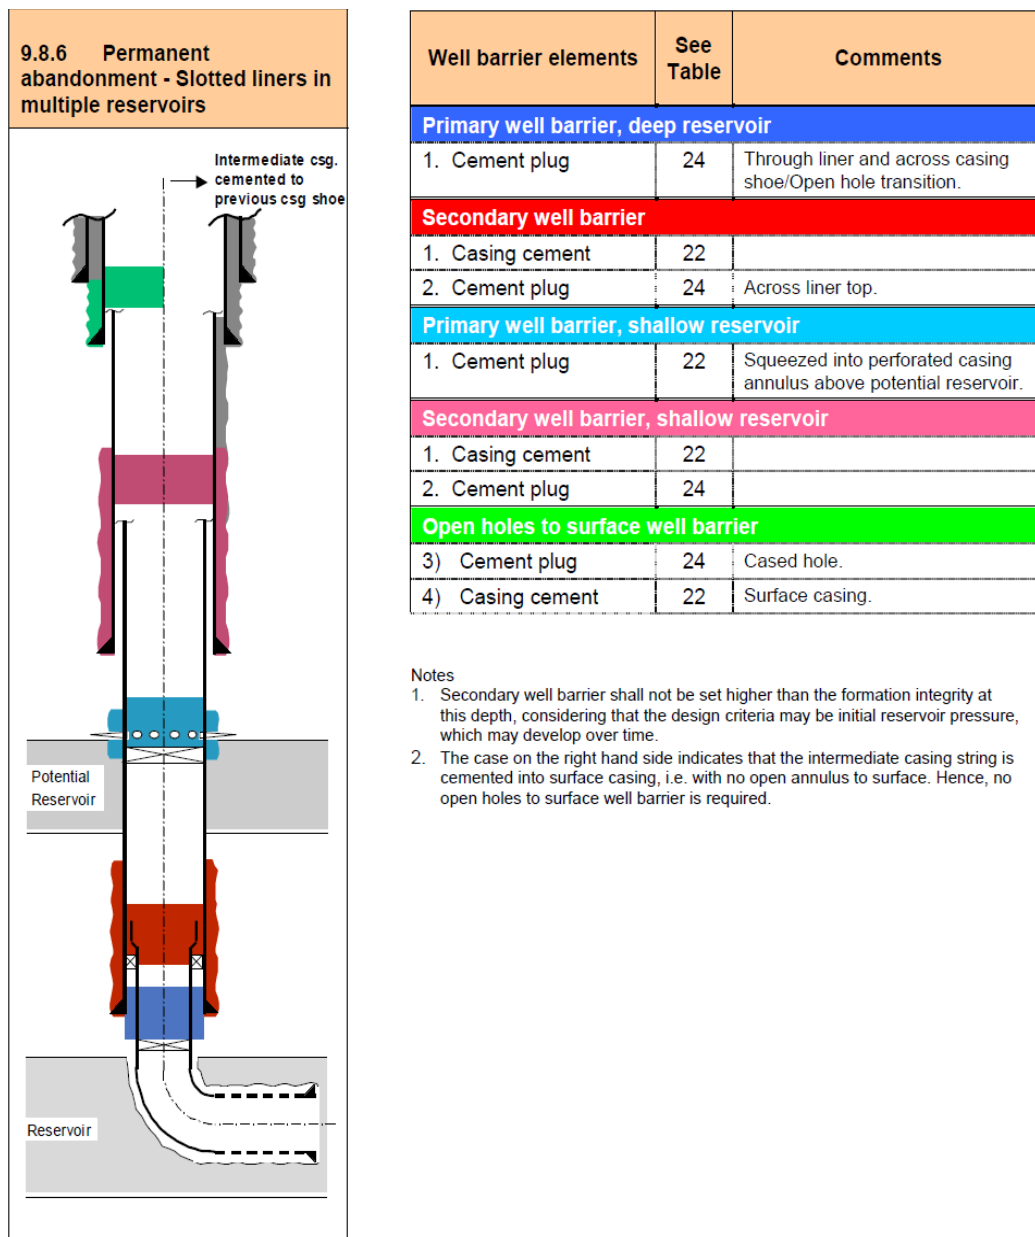 9.8.6 Permanent
abandonment - Slotted liners in
multiple reservoirs
Intermediate csg.
cemented to
previous csg shoe
Potential
Reservoir
Reservoir
Well barrier elements See Table Comments
Primary well barrier, deep reservoir
1. Cement plug 24 Through liner and across casing
shoe/Open hole transition.
Secondary well barrier
1. Casing cement 22
2. Cement plug 24 Across liner top.
Primary well barrier, shallow reservoir
1. Cement plug 22 Squeezed into perforated casing
annulus above potential reservoir.
Secondary well barrier, shallow reservoir
1. Casing cement 22
2. Cement plug 24
Open holes to surface well barrier
3) Cement plug 24 Cased hole.
4) Casing cement 22 Surface casing.
Notes
1. Secondary well barrier shall not be set higher than the formation integrity at
this depth, considering that the design criteria may be initial reservoir pressure,
which may develop over time.
2. The case on the right hand side indicates that the intermediate casing string is
cemented into surface casing, i.e. with no open annulus to surface. Hence, no
open holes to surface well barrier is required.